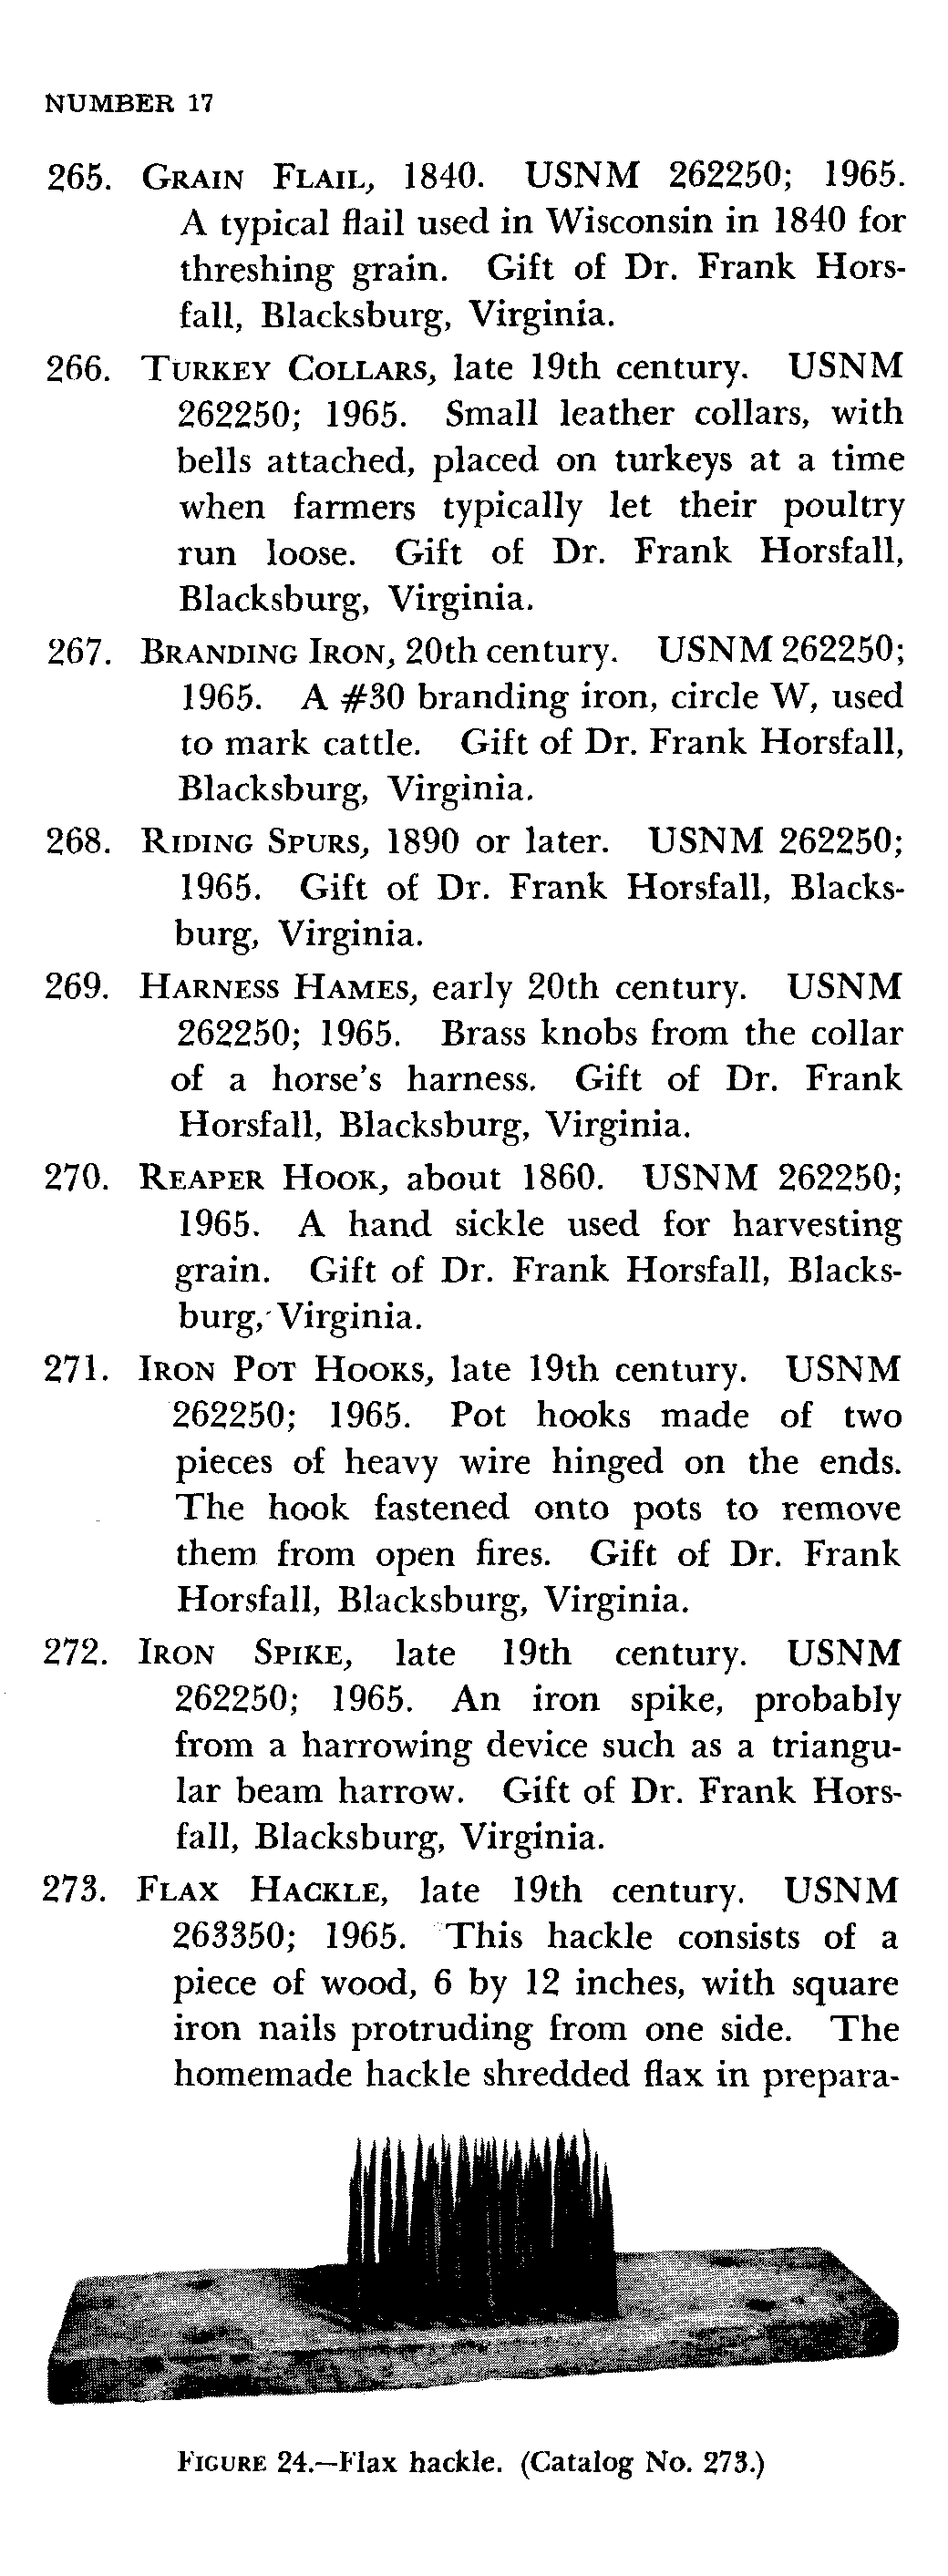 NUMBER 17
265. GRAIN FLAIL, 1840. USNM 262250; 1965.
A typical flail used in Wisconsin in 1840 for
threshing grain. Gift of Dr. Frank Hors-
fall, Blacksburg, Virginia.
266. TURKEY COLLARS, late 19th century. USNM
262250; 1965. Small leather collars, with
bells attached, placed on turkeys at a time
when farmers typically let their poultry
run loose. Gift of Dr. Frank Horsfall,
Blacksburg, Virginia.
267. BRANDING IRON, 20th century. USNM 262250;
1965. A #30 branding iron, circle W, used
to mark cattle. Gift of Dr. Frank Horsfall,
Blacksburg, Virginia.
268. RIDING SPURS, 1890 or later. USNM 262250;
1965. Gift of Dr. Frank Horsfall, Blacks-
burg, Virginia.
269. HARNESS HAMES, early 20th century. USNM
262250; 1965. Brass knobs from the collar
of a horse's harness. Gift of Dr. Frank
Horsfall, Blacksburg, Virginia.
270. REAPER HOOK, about 1860. USNM 262250;
1965. A hand sickle used for harvesting
grain. Gift of Dr. Frank Horsfall, Blacks-
burg, Virginia.
271. IRON POT HOOKS, late 19th century. USNM
262250; 1965. Pot hooks made of two
pieces of heavy wire hinged on the ends.
The hook fastened onto pots to remove
them from open fires. Gift of Dr. Frank
Horsfall, Blacksburg, Virginia.
272. IRON SPIKE, late 19th century. USNM
262250; 1965. An iron spike, probably
from a harrowing device such as a triangu-
lar beam harrow. Gift of Dr. Frank Hors-
fall, Blacksburg, Virginia.
273. FLAX HACKLE, late 19th century. USNM
263350; 1965. This hackle consists of a
piece of wood, 6 by 12 inches, with square
iron nails protruding from one side. The
homemade hackle shredded flax in prepara-
FIGURE 24.—Flax hackle. (Catalog No. 273.)